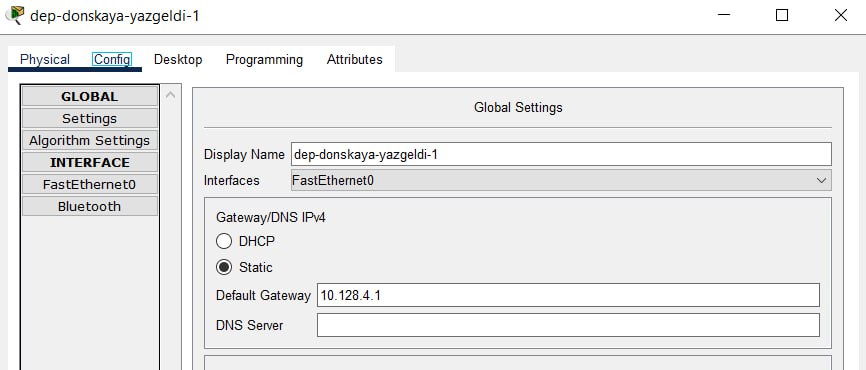 dep-donskaya-yazgeldi-1
Physical Config Desktop Programming Attributes
GLOBAL
Settings
Algorithm Settings
INTERFACE
FastEthernet0
Bluetooth
Global Settings
Display Name dep-donskaya-yazgeldi-1
Interfaces FastEthernet0
Gateway/DNS IPv4
DHCP
Static
Default Gateway 10.128.4.1
DNS Server